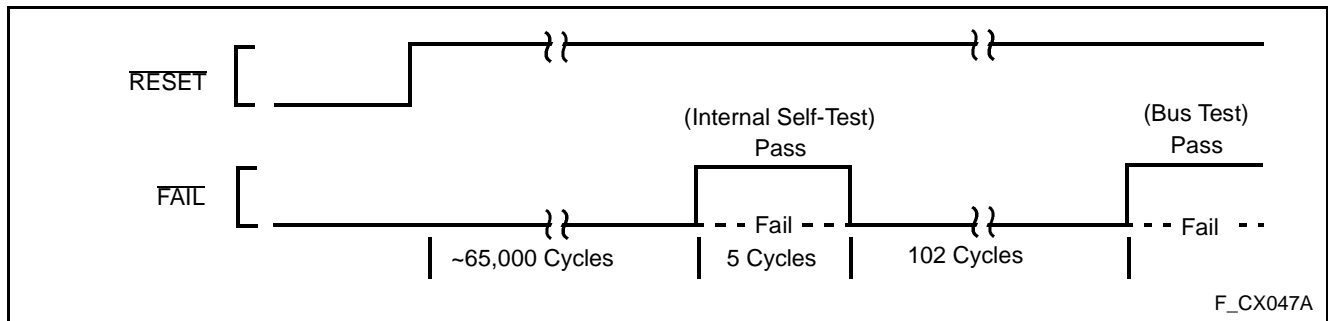 RESET
(Internal Self-Test)
Pass
(Bus Test)
Pass
FAIL
Fail
Fail
~65,000 Cycles
5 Cycles
102 Cycles
F_CX047A